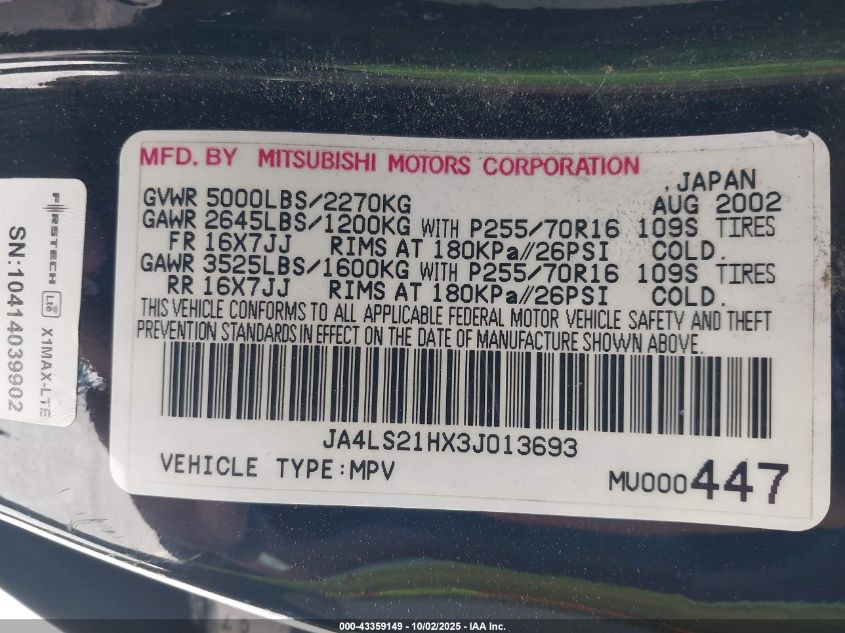 MFD. BY MITSUBISHI MOTORS CORPORATION
, JAPAN
GVWR 5000LBS/2270KG AUG 2002
GAWR 2645LBS/1200KG WITH P255/70R16 109S TIRES
FR 16X7JJ RIMS AT 180KPa//26PSI COLD.
GAWR 3525LBS/1600KG WITH P255/70R16 109S TIRES
RR 16X7JJ RIMS AT 180KPa//26PSI COLD.
THIS VEHICLE CONFORMS TO ALL APPLICABLE FEDERAL MOTOR VEHICLE SAFETY AND THEFT
PREVENTION STANDARDS IN EFFECT ON THE DATE OF MANUFACTURE SHOWN ABOVE.
JA4LS21HX3J013693
VEHICLE TYPE:MPV MU000447
FIRSTECH LTE X1MAX-LTE
SN:10414039902
000-43359149 - 10/02/2025 - IAA Inc.